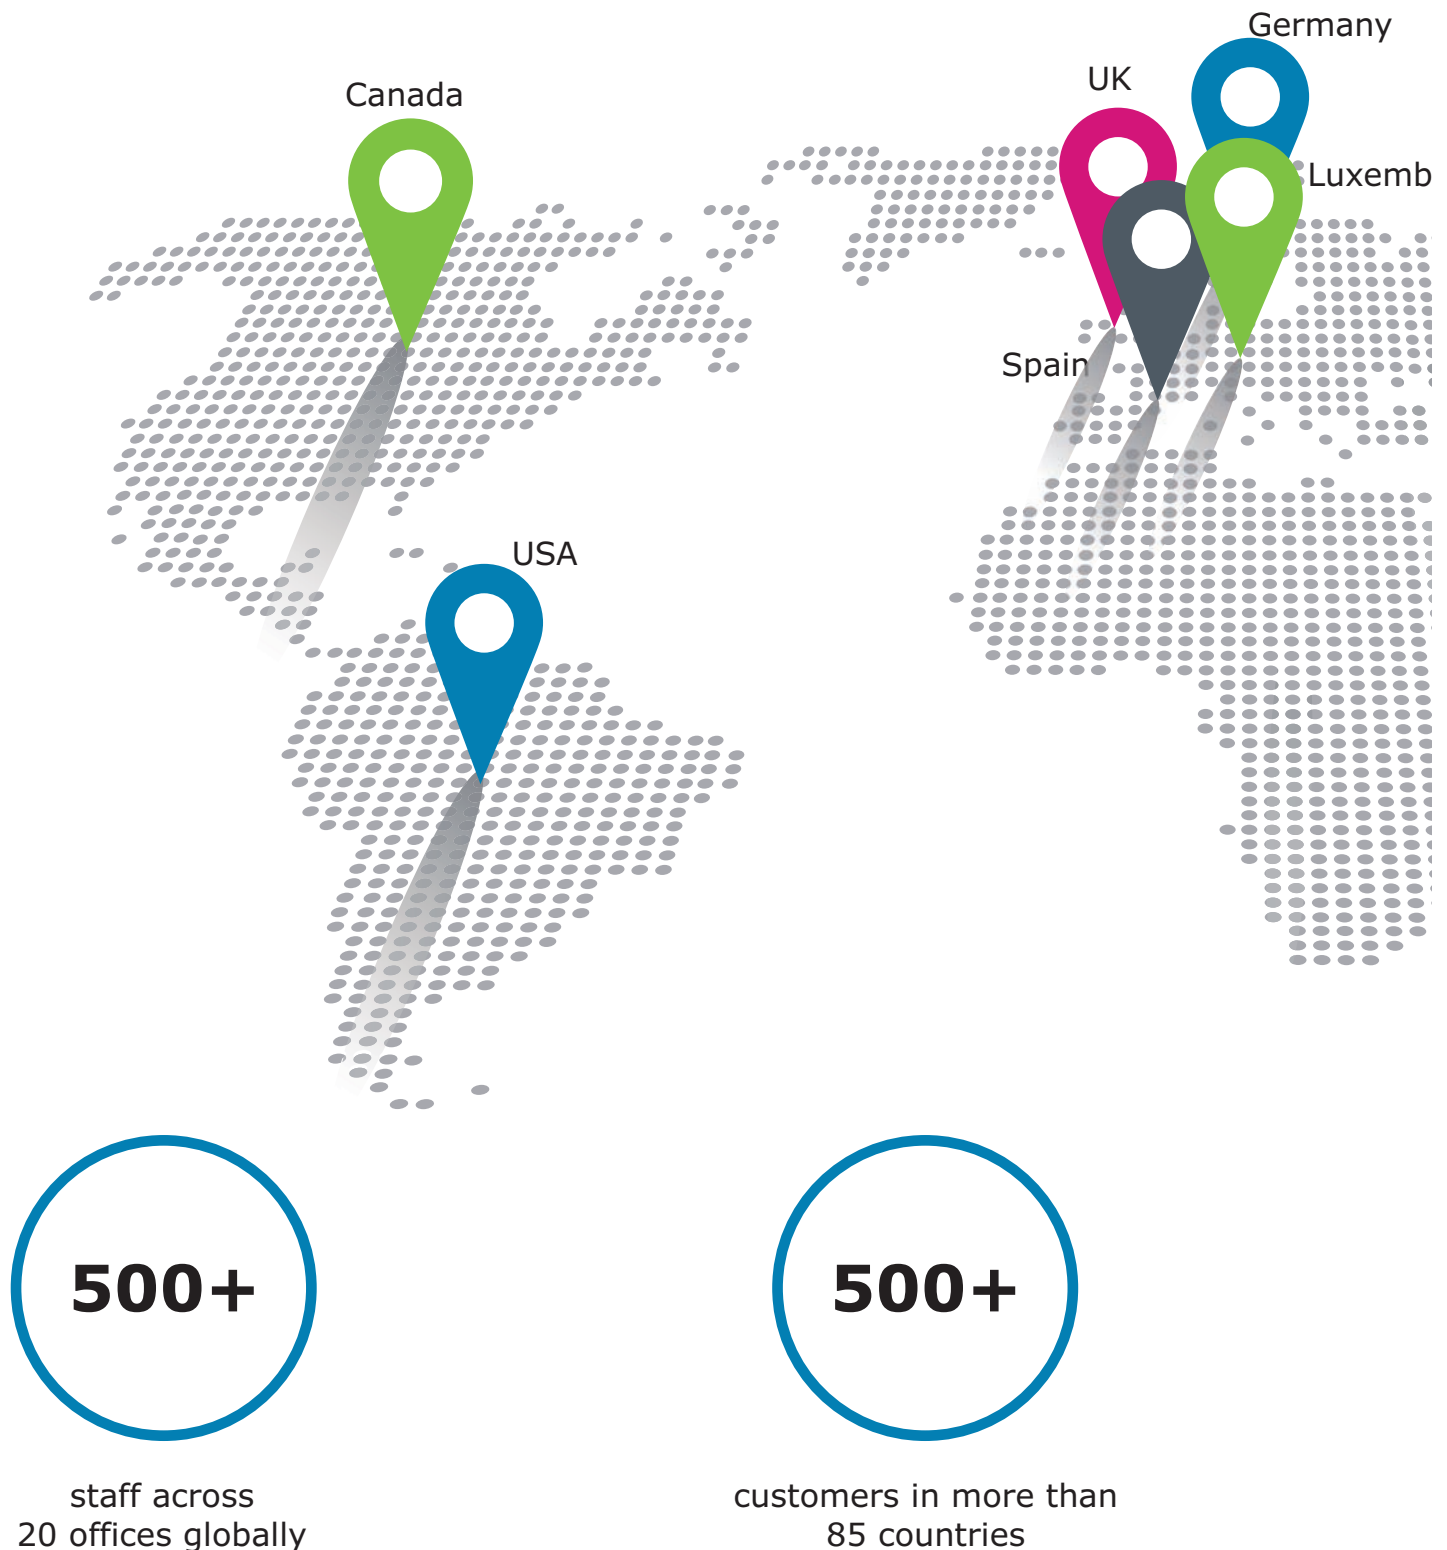 Germany
UK
Canada
Luxemb
Spain
USA
500+
500+
staff across
20 offices globally
customers in more than
85 countries